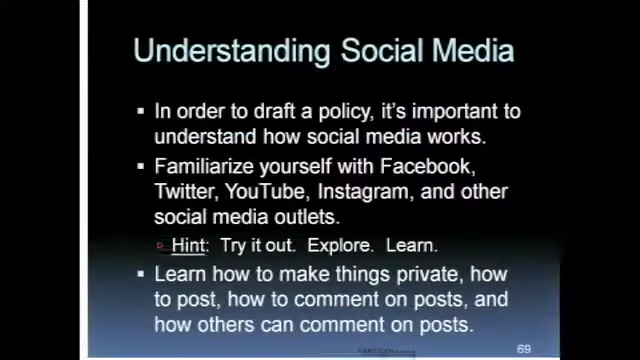 Understanding Social Media
In order to draft a policy, it's important to
understand how social media works.
Familiarize yourself with Facebook,
Twitter, YouTube, Instagram, and other
social media outlets.
Hint: Try it out. Explore. Learn.
Learn how to make things private, how
to post, how to comment on posts, and
how others can comment on posts.
69